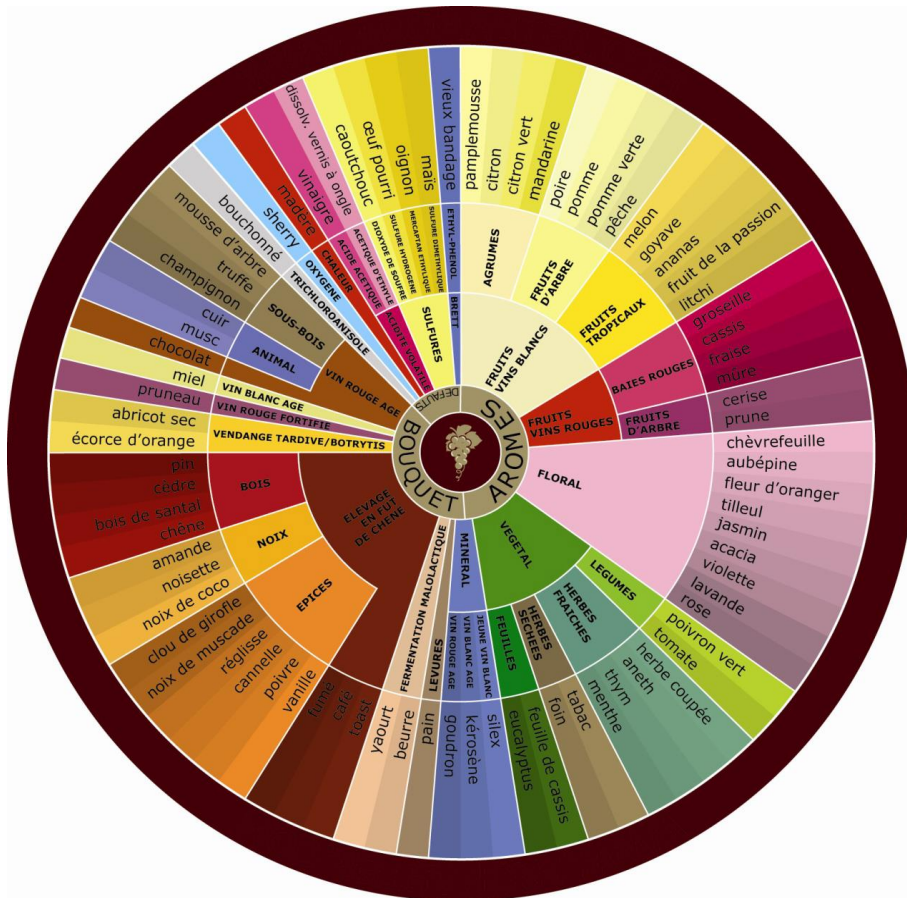 AROMES
FRUITS
VINS BLANCS
AGRUMES
pamplemousse
citron
citron vert
mandarine
FRUITS
D'ARBRE
poire
pomme
pomme verte
pêche
FRUITS
TROPICAUX
melon
goyave
ananas
fruit de la passion
litchi
FRUITS
VINS ROUGES
BAIES ROUGES
groseille
cassis
fraise
mûre
FRUITS
D'ARBRE
cerise
prune
FLORAL
chèvrefeuille
aubépine
fleur d'oranger
tilleul
jasmin
acacia
violette
lavande
rose
VEGETAL
LEGUMES
poivron vert
tomate
HERBES
FRAICHES
herbe coupée
aneth
thym
menthe
HERBES
SECHEES
tabac
foin
FEUILLES
feuille de cassis
eucalyptus
MINERAL
JEUNE VIN BLANC
silex
VIN BLANC AGE
kérosène
VIN ROUGE AGE
goudron
BOUQUET
LEVURES
pain
FERMENTATION MALOLACTIQUE
beurre
yaourt
ELEVAGE
EN FUT
DE CHÊNE
toast
café
fumé
EPICES
vanille
poivre
cannelle
réglisse
noix de muscade
clou de girofle
NOIX
noix de coco
noisette
amande
BOIS
chêne
bois de santal
cèdre
pin
VENDANGE TARDIVE/BOTRYTIS
écorce d'orange
abricot sec
VIN ROUGE FORTIFIE
pruneau
VIN BLANC AGE
miel
VIN ROUGE AGE
chocolat
ANIMAL
musc
cuir
SOUS-BOIS
champignon
truffe
mousse d'arbre
DEFAUTS
TRICHLOROANISOLE
bouchonné
OXYGENE
sherry
CHALEUR
madère
ACIDITE VOLATILE
ACIDE ACETIQUE
vinaigre
ACETIQUE D'ETHYLE
dissolv. vernis à ongle
SULFURES
DIOXYDE DE SOUFRE
caoutchouc
SULFURE HYDROGENE
œuf pourri
MERCAPTAN ETHYLIQUE
oignon
SULFURE DIMETHYLIQUE
maïs
BRETT
ETHYL-PHENOL
vieux bandage